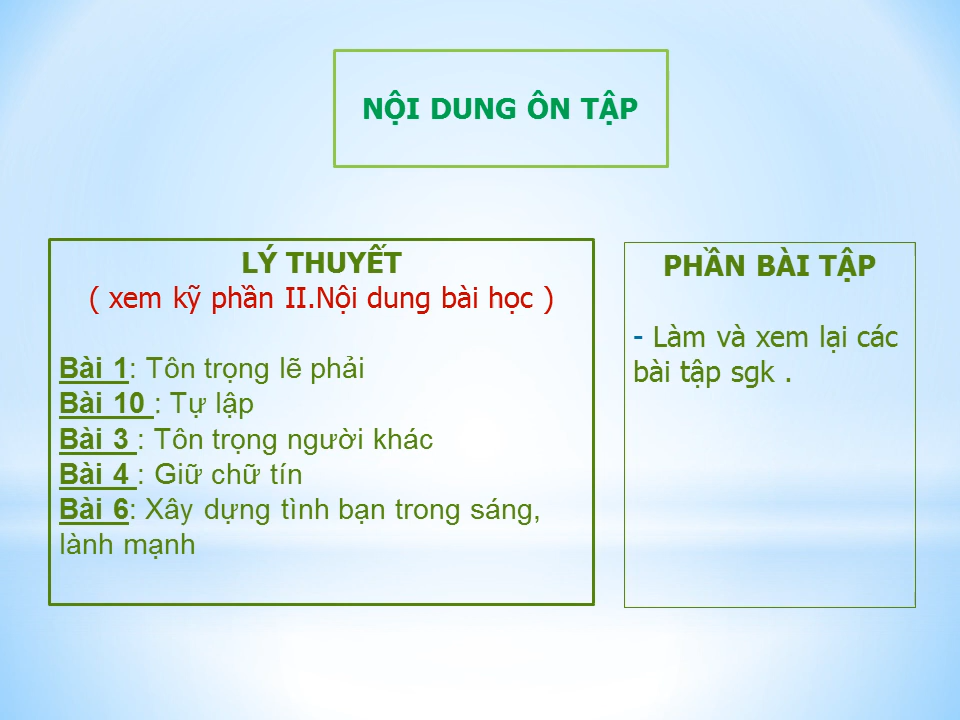 NỘI DUNG ÔN TẬP
LÝ THUYẾT
( xem kỹ phần II.Nội dung bài học )
Bài 1: Tôn trọng lẽ phải
Bài 10 : Tự lập
Bài 3 : Tôn trọng người khác
Bài 4 : Giữ chữ tín
Bài 6: Xây dựng tình bạn trong sáng,
lành mạnh
PHẦN BÀI TẬP
- Làm và xem lại các
bài tập sgk .